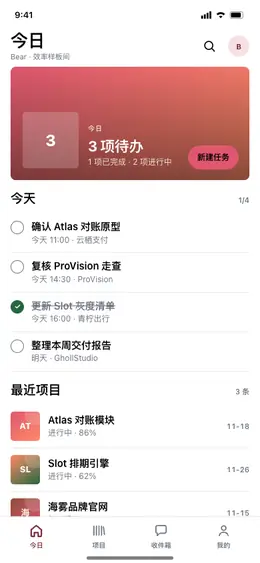 9:41
今日
Bear · 效率样板间
B
3
今日
3 项待办
1 项已完成 · 2 项进行中
新建任务
今天
1/4
确认 Atlas 对账原型
今天 11:00 · 云栖支付
复核 ProVision 走查
今天 14:30 · ProVision
更新 Slot 灰度清单
今天 16:00 · 青柠出行
整理本周交付报告
明天 · GhollStudio
最近项目
3 条
AT
Atlas 对账模块
进行中 · 86%
11-18
SL
Slot 排期引擎
进行中 · 62%
11-26
海
海雾品牌官网
11-15
今日
项目
收件箱
我的